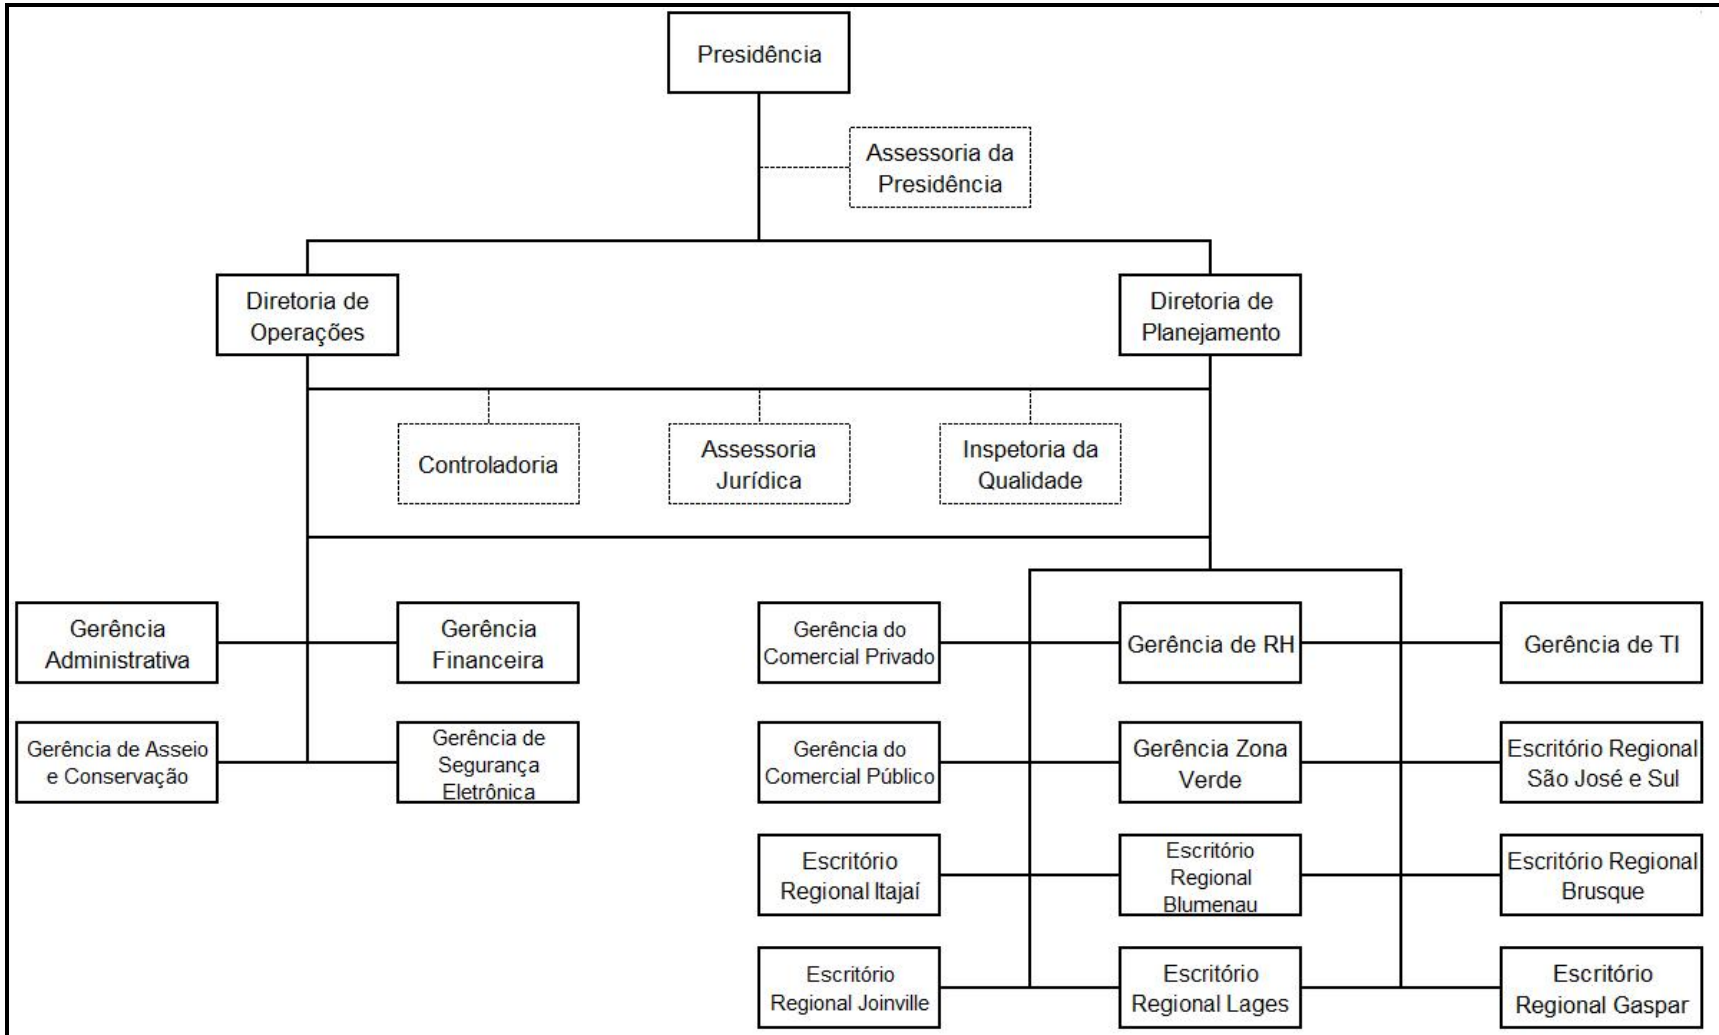 Presidência
Assessoria da
Presidência
Diretoria de
Operações
Diretoria de
Planejamento
Controladoria
Assessoria
Jurídica
Inspetoria da
Qualidade
Gerência
Administrativa
Gerência
Financeira
Gerência do
Comercial Privado
Gerência de RH
Gerência de TI
Gerência de Asseio
e Conservação
Gerência de
Segurança
Eletrônica
Gerência do
Comercial Público
Gerência Zona
Verde
Escritório Regional
São José e Sul
Escritório
Regional Itajaí
Escritório
Regional
Blumenau
Escritório Regional
Brusque
Escritório
Regional Joinville
Escritório
Regional Lages
Escritório
Regional Gaspar